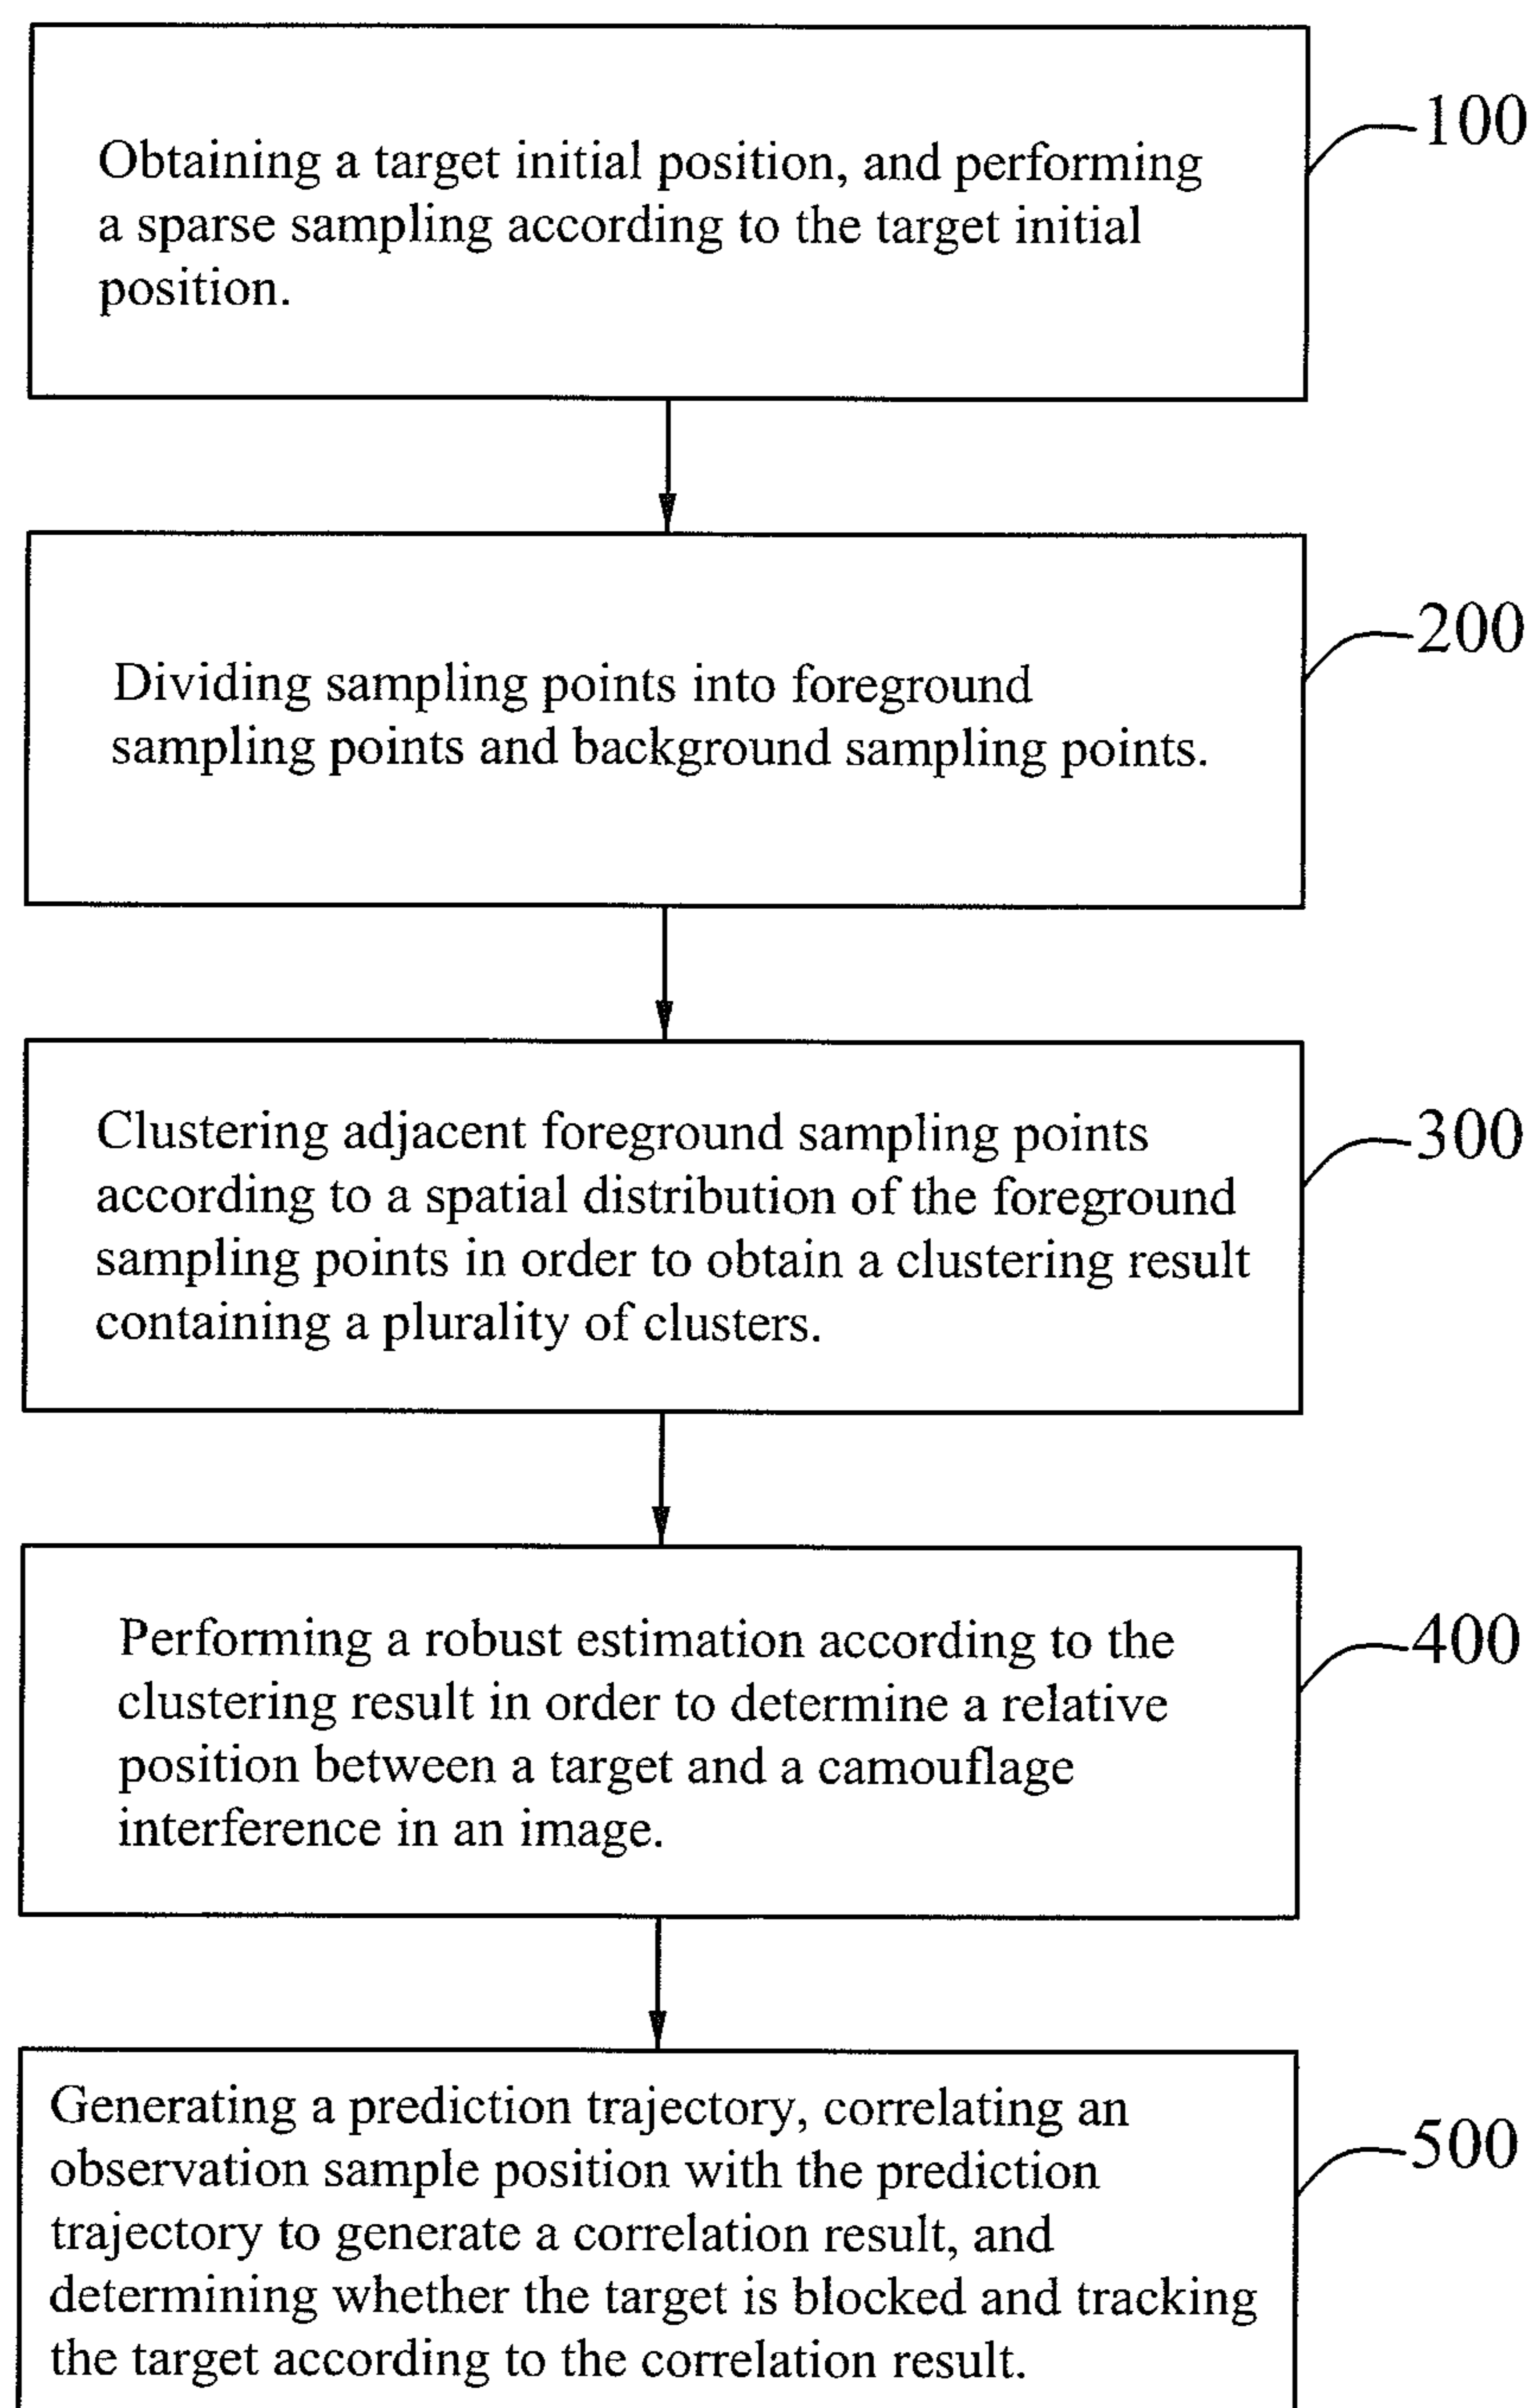 Obtaining a target initial position, and performing
a sparse sampling according to the target initial
position.
100
Dividing sampling points into foreground
sampling points and background sampling points.
200
Clustering adjacent foreground sampling points
according to a spatial distribution of the foreground
sampling points in order to obtain a clustering result
containing a plurality of clusters.
300
Performing a robust estimation according to the
clustering result in order to determine a relative
position between a target and a camouflage
interference in an image.
400
Generating a prediction trajectory, correlating an
observation sample position with the prediction
trajectory to generate a correlation result, and
determining whether the target is blocked and tracking
the target according to the correlation result.
500